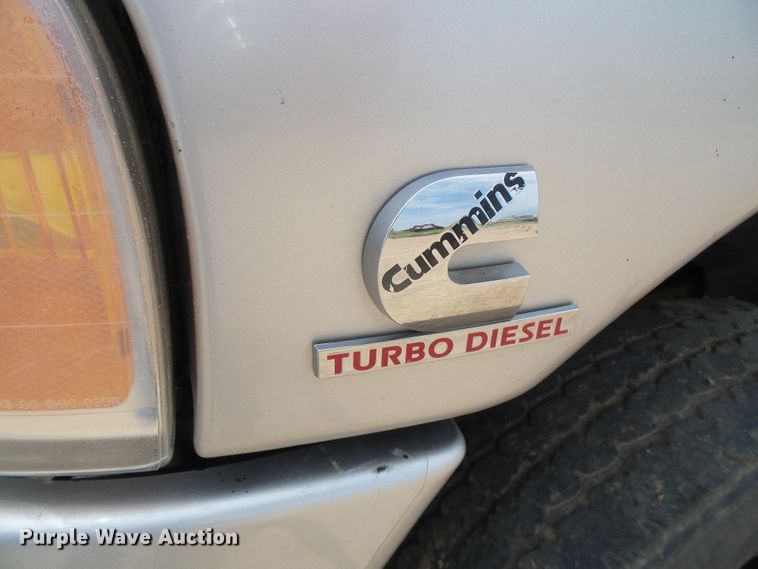 Cummins
TURBO DIESEL
Purple Wave Auction